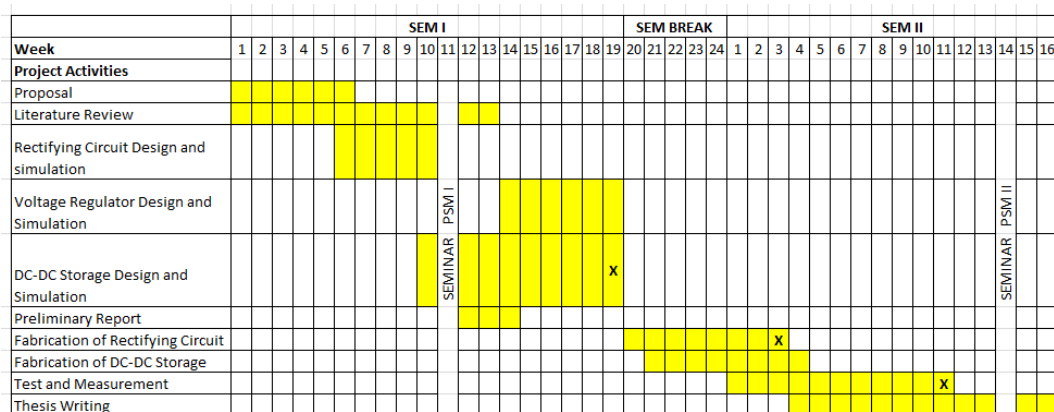 SEM I SEM BREAK SEM II
Week 1 2 3 4 5 6 7 8 9 10 11 12 13 14 15 16 17 18 19 20 21 22 23 24 1 2 3 4 5 6 7 8 9 10 11 12 13 14 15 16
Project Activities
Proposal
Literature Review
Rectifying Circuit Design and
simulation
Voltage Regulator Design and
Simulation
DC-DC Storage Design and
Simulation
X
Preliminary Report
Fabrication of Rectifying Circuit X
Fabrication of DC-DC Storage
Test and Measurement X
Thesis Writing
SEMINAR PSM I
SEMINAR PSM II